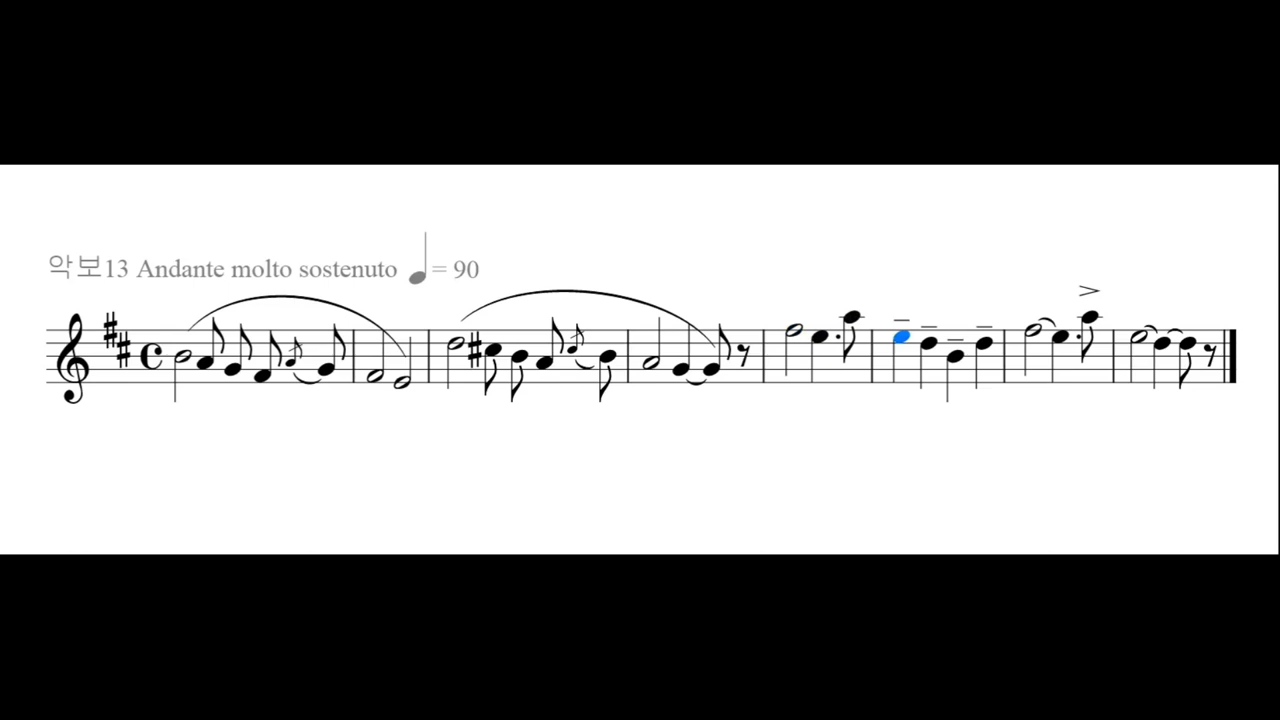 악보13 Andante molto sostenuto ♩= 90